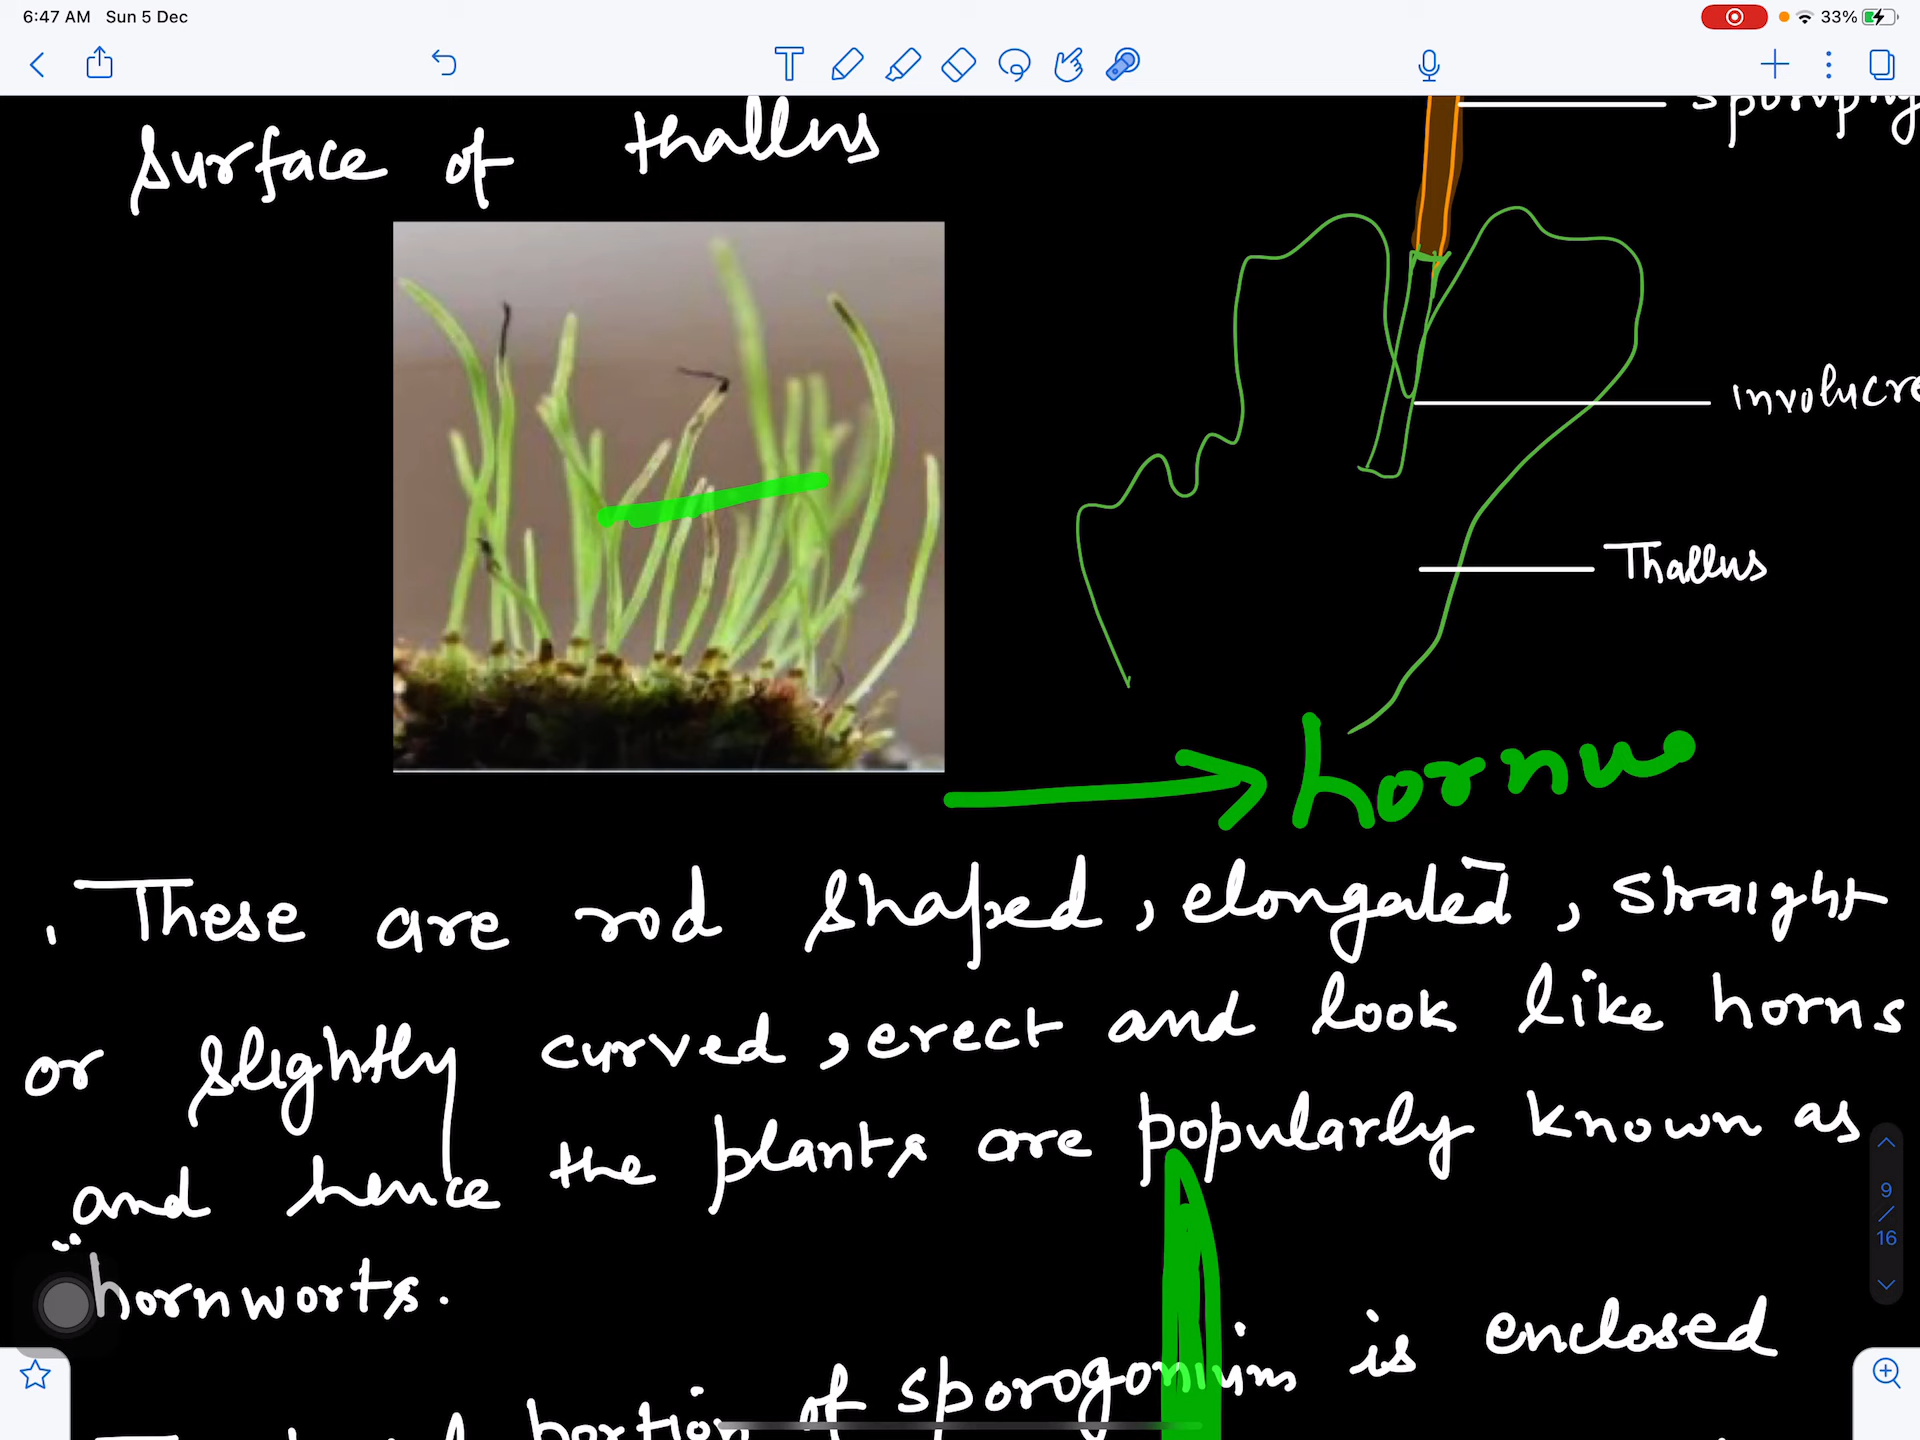 6:47 AM Sun 5 Dec
33%
surface of thallus
involucre
Thallus
hornw
. These are rod shaped, elongated, straight
or slightly curved, erect and look like horns
and hence the plants are popularly known as
"hornworts.
portion of sporogonium is enclosed
9
/
16